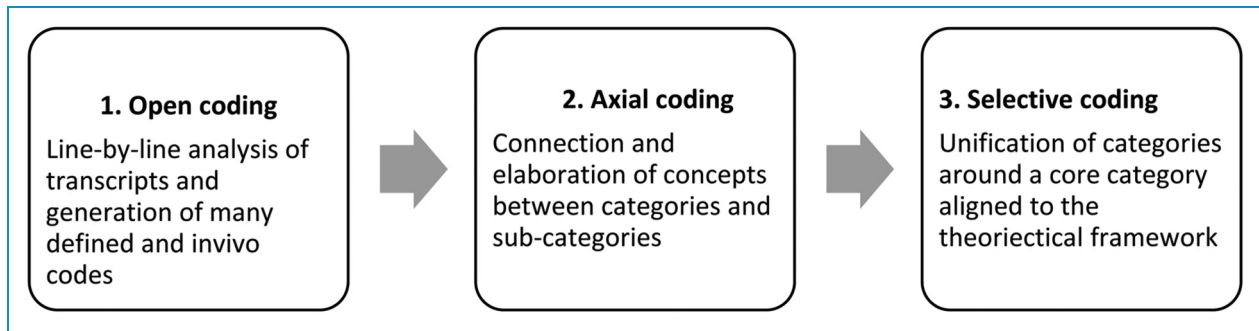 1. Open coding
Line-by-line analysis of
transcripts and
generation of many
defined and invivo
codes
2. Axial coding
Connection and
elaboration of concepts
between categories and
sub-categories
3. Selective coding
Unification of categories
around a core category
aligned to the
theoriectical framework